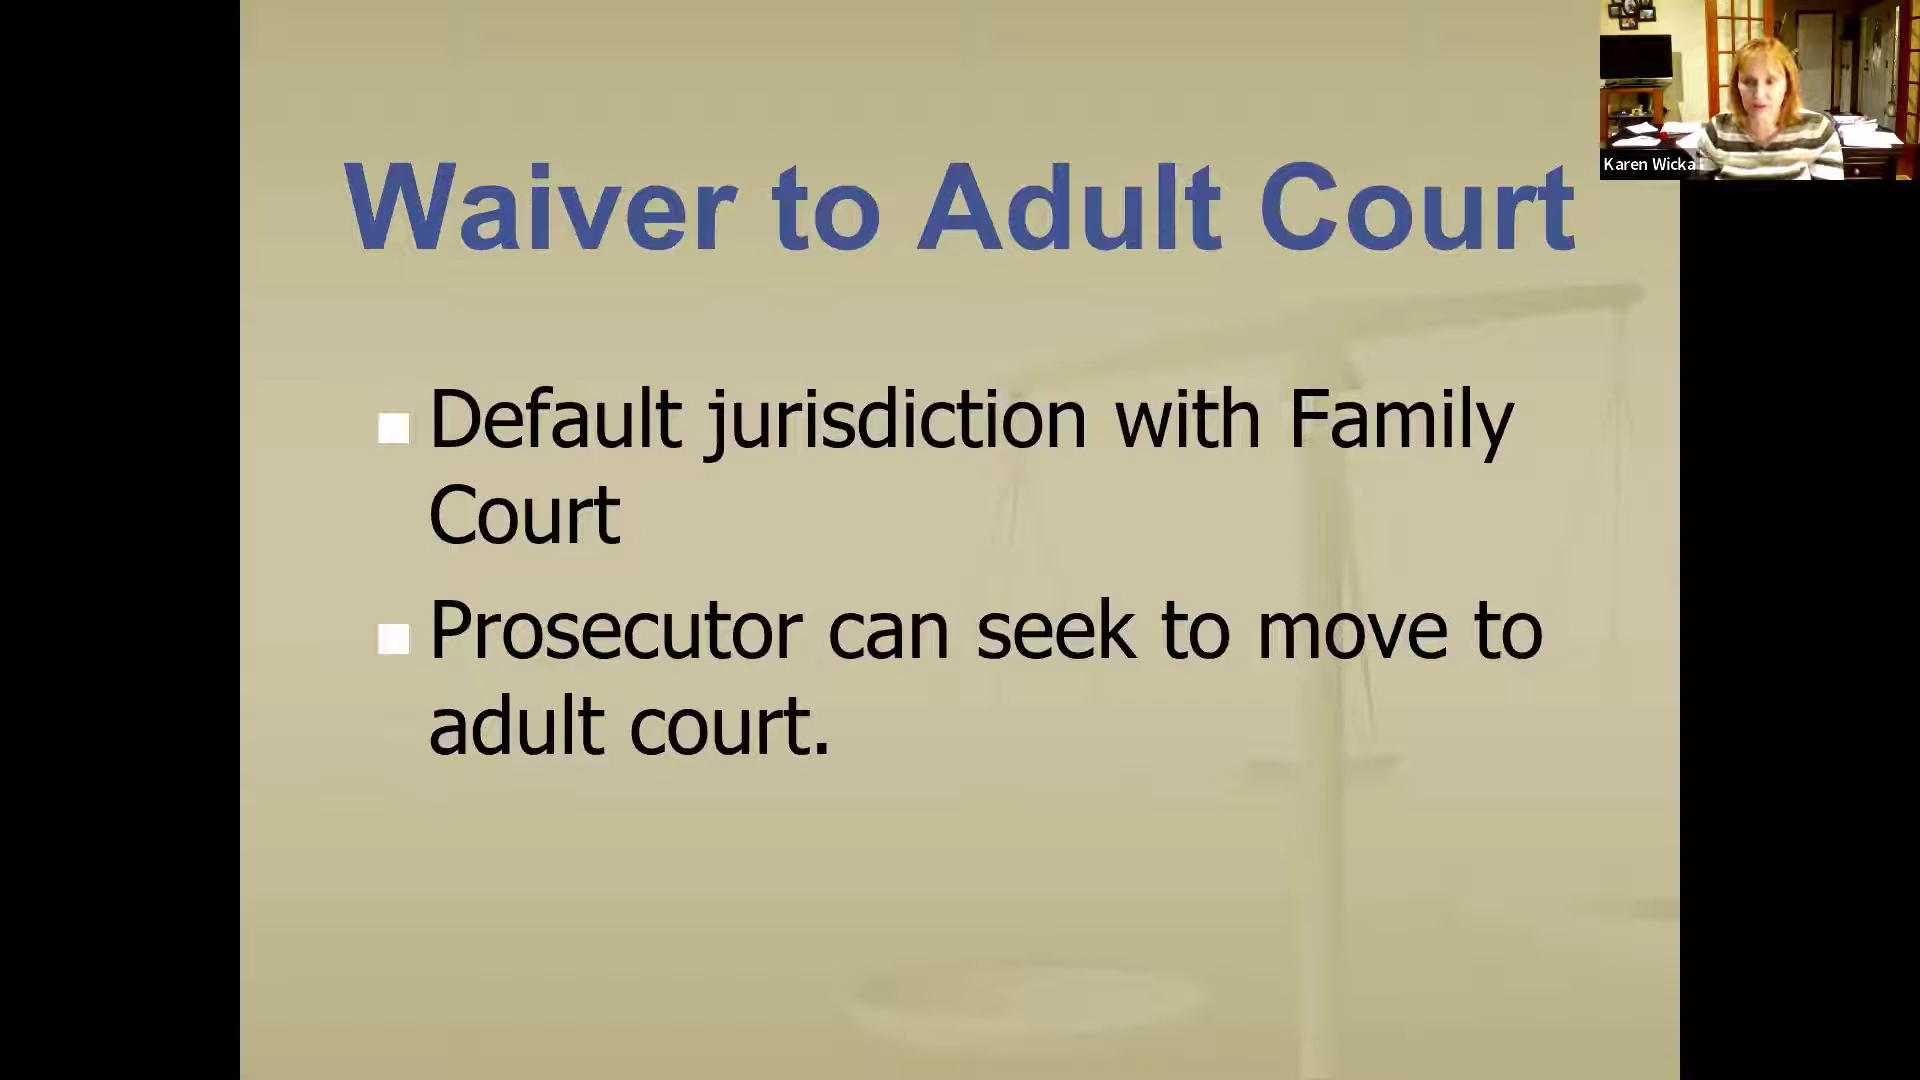 Waiver to Adult Court
Default jurisdiction with Family
Court
Prosecutor can seek to move to
adult court.
Karen Wicka